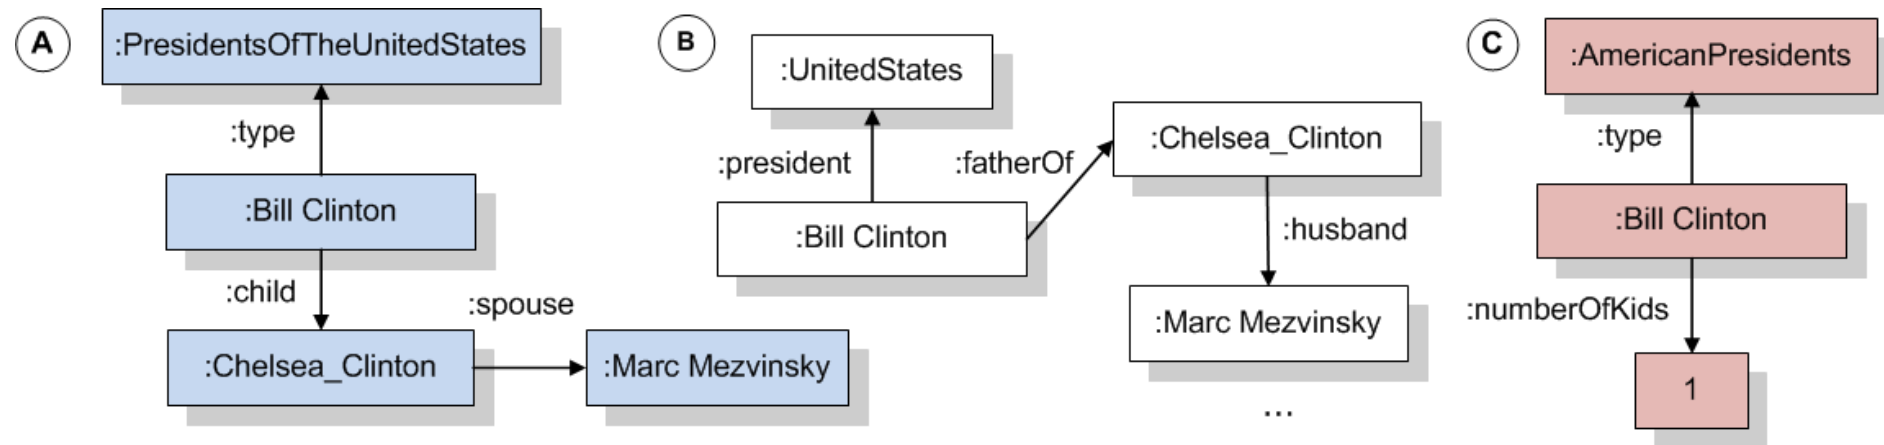 A
:PresidentsOfTheUnitedStates
:type
:Bill Clinton
:child
:spouse
:Chelsea_Clinton
:Marc Mezvinsky
B
:UnitedStates
:president
:fatherOf
:Chelsea_Clinton
:Bill Clinton
:husband
:Marc Mezvinsky
...
C
:AmericanPresidents
:type
:Bill Clinton
:numberOfKids
1